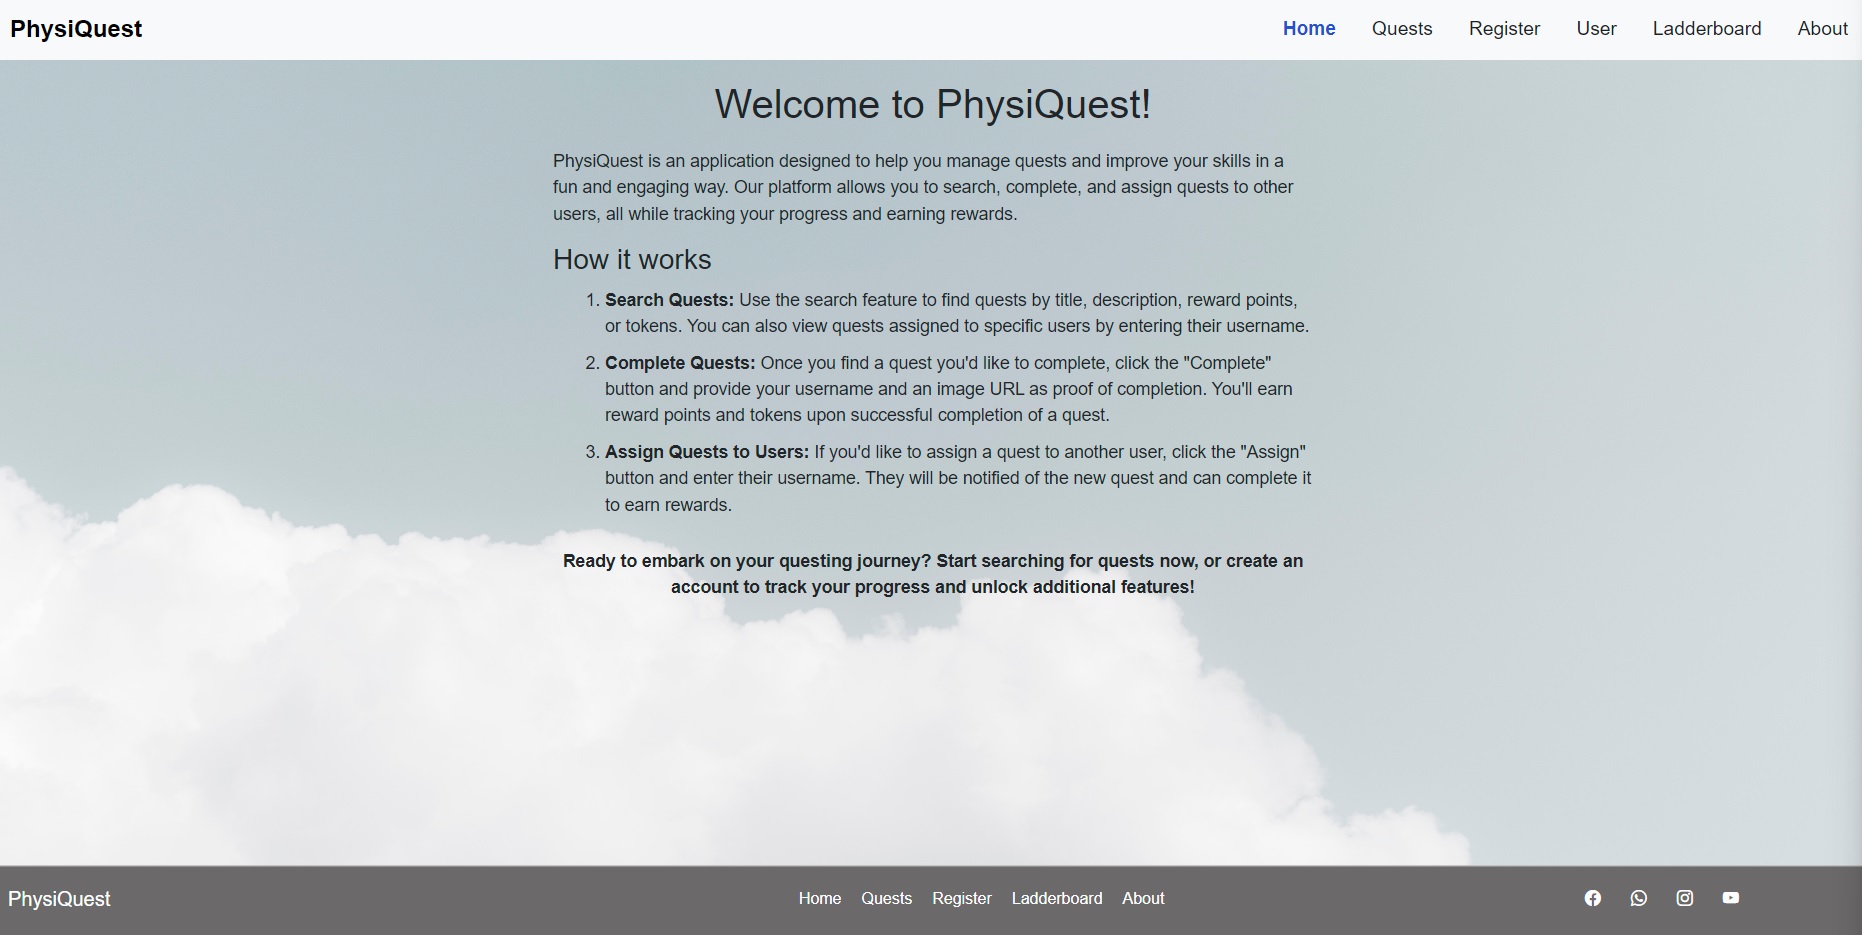 PhysiQuest
Home Quests Register User Ladderboard About
Welcome to PhysiQuest!
PhysiQuest is an application designed to help you manage quests and improve your skills in a
fun and engaging way. Our platform allows you to search, complete, and assign quests to other
users, all while tracking your progress and earning rewards.
How it works
1. Search Quests: Use the search feature to find quests by title, description, reward points,
or tokens. You can also view quests assigned to specific users by entering their username.
2. Complete Quests: Once you find a quest you'd like to complete, click the "Complete"
button and provide your username and an image URL as proof of completion. You'll earn
reward points and tokens upon successful completion of a quest.
3. Assign Quests to Users: If you'd like to assign a quest to another user, click the "Assign"
button and enter their username. They will be notified of the new quest and can complete it
to earn rewards.
Ready to embark on your questing journey? Start searching for quests now, or create an
account to track your progress and unlock additional features!
PhysiQuest
Home Quests Register Ladderboard About